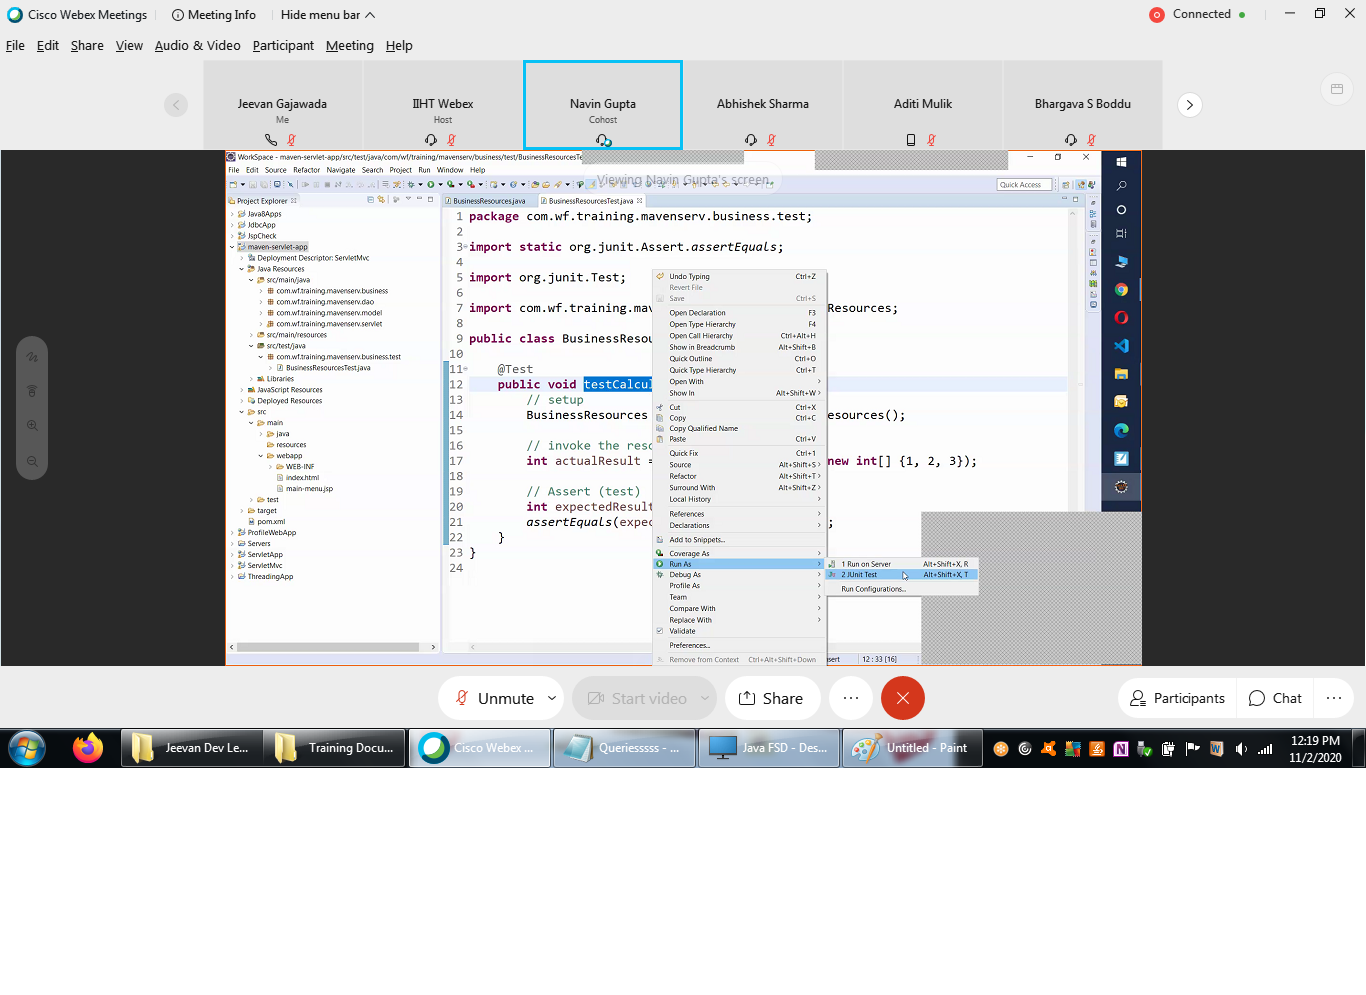 Cisco Webex Meetings Meeting Info Hide menu bar Connected
File Edit Share View Audio & Video Participant Meeting Help
Jeevan Gajawada IIHT Webex Navin Gupta Abhishek Sharma Aditi Mulik Bhargava S Boddu
Me Host Cohost
WorkSpace - maven-servlet-app/src/test/java/com/wf/training/mavenserv/business/test/BusinessResourcesTe
File Edit Source Refactor Navigate Search Project Run Window Help
Viewing Navin Gupta's screen
Quick Access
Project Explorer
Java8Apps
JdbcApp
JspCheck
maven-servlet-app
Deployment Descriptor: ServletMvc
Java Resources
src/main/java
com.wf.training.mavenserv.business
com.wf.training.mavenserv.dao
com.wf.training.mavenserv.model
com.wf.training.mavenserv.servlet
src/main/resources
src/test/java
com.wf.training.mavenserv.business.test
BusinessResourcesTest.java
Libraries
JavaScript Resources
Deployed Resources
src
main
java
resources
webapp
WEB-INF
index.html
main-menu.jsp
test
target
pom.xml
ProfileWebApp
Servers
ServletApp
ServletMvc
ThreadingApp
BusinessResources.java BusinessResourcesTest.java
1 package com.wf.training.mavenserv.business.test;
2
3 import static org.junit.Assert.assertEquals;
4
5 import org.junit.Test;
6
7 import com.wf.training.mav Resources;
8
9 public class BusinessResou
10
11 @Test
12 public void testCalcul
13 // setup
14 BusinessResources esources();
15
16 // invoke the reso
17 int actualResult = new int[] {1, 2, 3});
18
19 // Assert (test)
20 int expectedResult
21 assertEquals(expec ;
22 }
23 }
24
Undo Typing Ctrl+Z
Revert File
Save Ctrl+S
Open Declaration F3
Open Type Hierarchy F4
Open Call Hierarchy Ctrl+Alt+H
Show in Breadcrumb Alt+Shift+B
Quick Outline Ctrl+O
Quick Type Hierarchy Ctrl+T
Open With
Show In Alt+Shift+W
Cut Ctrl+X
Copy Ctrl+C
Copy Qualified Name
Paste Ctrl+V
Quick Fix Ctrl+1
Source Alt+Shift+S
Refactor Alt+Shift+T
Surround With Alt+Shift+Z
Local History
References
Declarations
Add to Snippets...
Coverage As
Run As
Debug As
Profile As
Team
Compare With
Replace With
Validate
Preferences...
Remove from Context Ctrl+Alt+Shift+Down
1 Run on Server Alt+Shift+X, R
2 JUnit Test Alt+Shift+X, T
Run Configurations...
sert 12 : 33 [16]
Unmute Start video Share Participants Chat
Jeevan Dev Le... Training Docu... Cisco Webex ... Queriesssss - ... Java FSD - Des... Untitled - Paint
12:19 PM
11/2/2020